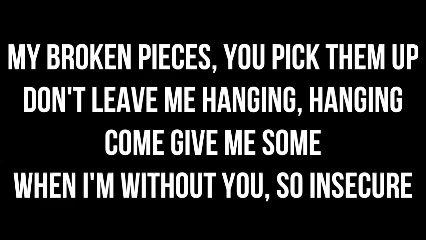 MY BROKEN PIECES, YOU PICK THEM UP
DON'T LEAVE ME HANGING, HANGING
COME GIVE ME SOME
WHEN I'M WITHOUT YOU, SO INSECURE